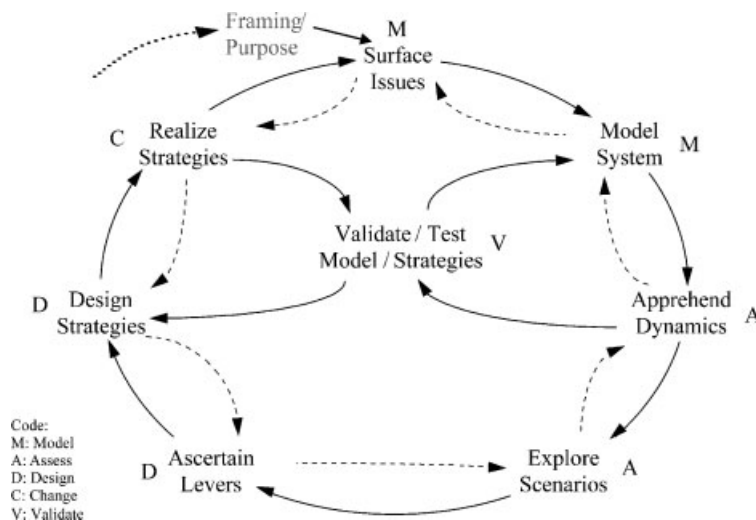 Framing/
Purpose
M
Surface
Issues
C
Realize
Strategies
Model
System
M
Validate / Test
Model / Strategies
V
D
Design
Strategies
Apprehend
Dynamics
A
D
Ascertain
Levers
Explore
Scenarios
A
Code:
M: Model
A: Assess
D: Design
C: Change
V: Validate